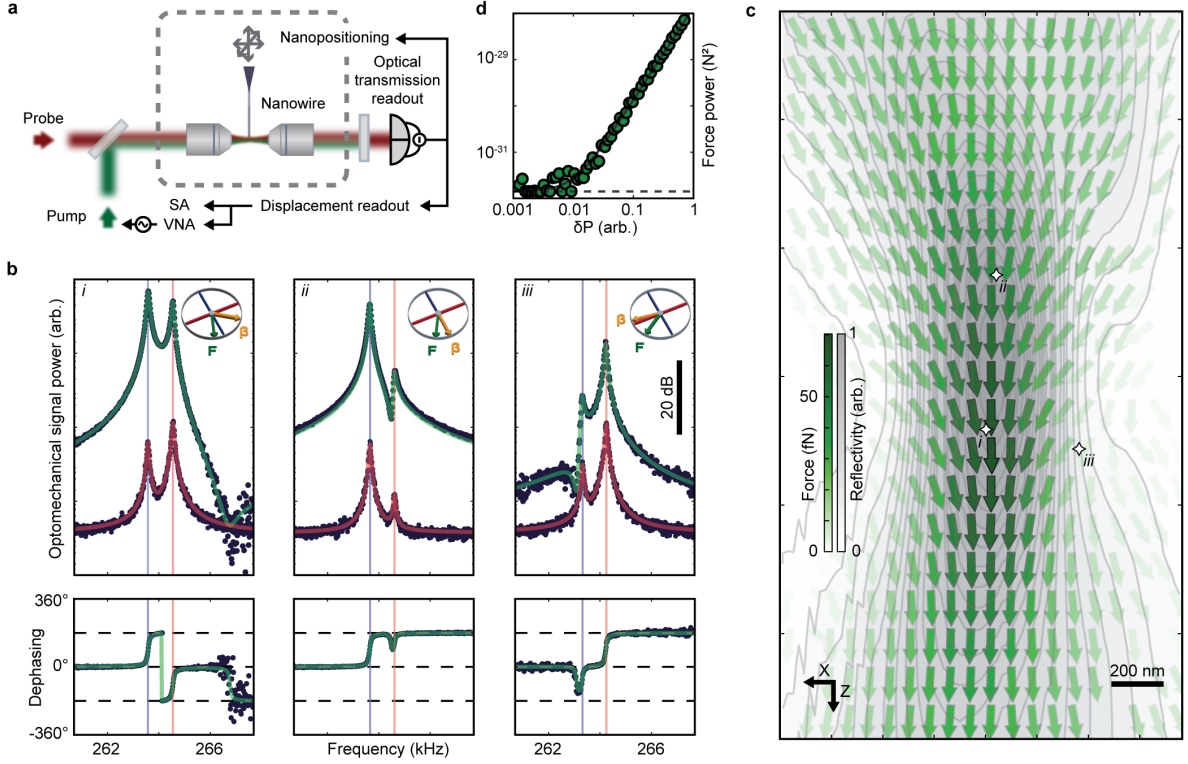 a
Nanopositioning
Optical
transmission
readout
Nanowire
Probe
Pump
SA
VNA
Displacement readout
d
10⁻²⁹
10⁻³¹
Force power (N²)
0.001
0.01
0.1
1
δP (arb.)
b
Optomechanical signal power (arb.)
i
β
F
ii
F
β
iii
β
F
20 dB
Dephasing
360°
0°
-360°
262
266
Frequency (kHz)
262
266
c
ii
i
iii
Force (fN)
50
0
Reflectivity (arb.)
1
0
X
Z
200 nm